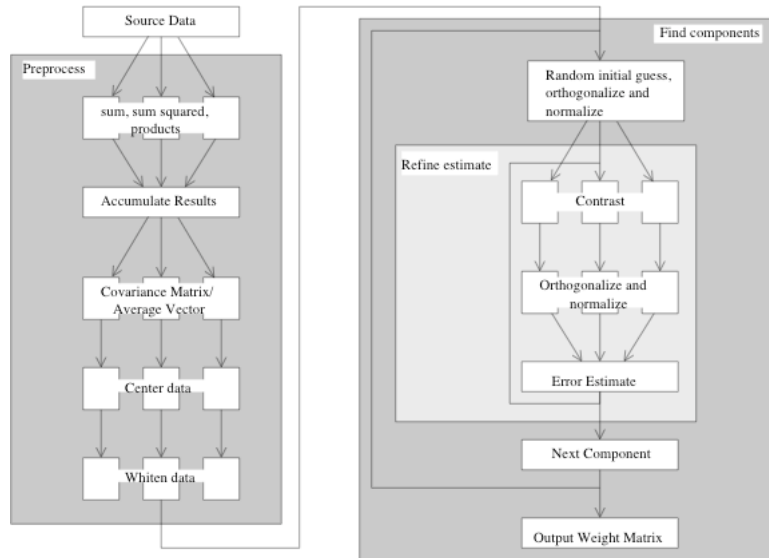 Source Data
Preprocess
sum, sum squared,
products
Accumulate Results
Covariance Matrix/
Average Vector
Center data
Whiten data
Find components
Random initial guess,
orthogonalize and
normalize
Refine estimate
Contrast
Orthogonalize and
normalize
Error Estimate
Next Component
Output Weight Matrix